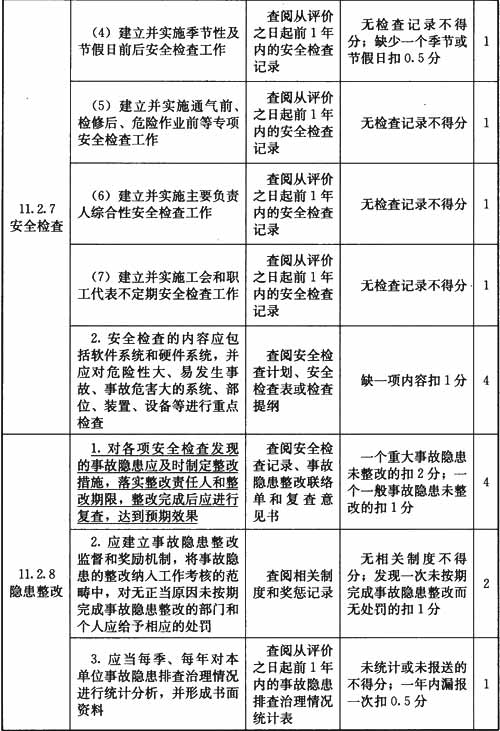 (4) 建立并实施季节性及
节假日前后安全检查工作
查阅从评价
之日起前1年
内的安全检查
记录
无检查记录不得
分；缺少一个季节或
节假日扣0.5分
1
(5) 建立并实施通气前、
检修后、危险作业前等专项
安全检查工作
查阅从评价
之日起前1年
内的安全检查
记录
无检查记录不得分
1
11.2.7
安全检查
(6) 建立并实施主要负责
人综合性安全检查工作
查阅从评价
之日起前1年
内的安全检查
记录
无检查记录不得分
1
(7) 建立并实施工会和职
工代表不定期安全检查工作
查阅从评价
之日起前1年
内的安全检查
记录
无检查记录不得分
1
2. 安全检查的内容应包
括软件系统和硬件系统，并
应对危险性大、易发生事
故、事故危害大的系统、部
位、装置、设备等进行重点
检查
查阅安全检
查计划、安全
检查表或检查
提纲
缺一项内容扣1分
4
11.2.8
隐患整改
1. 对各项安全检查发现
的事故隐患应及时制定整改
措施，落实整改责任人和整
改期限，整改完成后应进行
复查，达到预期效果
查阅安全检
查记录、事故
隐患整改联络
单和复查意
见书
一个重大事故隐患
未整改的扣2分；一
个一般事故隐患未整
改的扣1分
4
2. 应建立事故隐患整改
监督和奖励机制，将事故隐
患的整改纳入工作考核的范
畴中，对无正当原因未按期
完成事故隐患整改的部门和
个人应给予相应的处罚
查阅相关制
度和奖惩记录
无相关制度不得
分；发现一次未按期
完成事故隐患整改而
无处罚的扣1分
2
3. 应当每季、每年对本
单位事故隐患排查治理情况
进行统计分析，并形成书面
资料
查阅从评价
之日起前1年
内的事故隐患
排查治理情况
统计表
未统计或未报送的
不得分；一年内漏报
一次扣0.5分
1